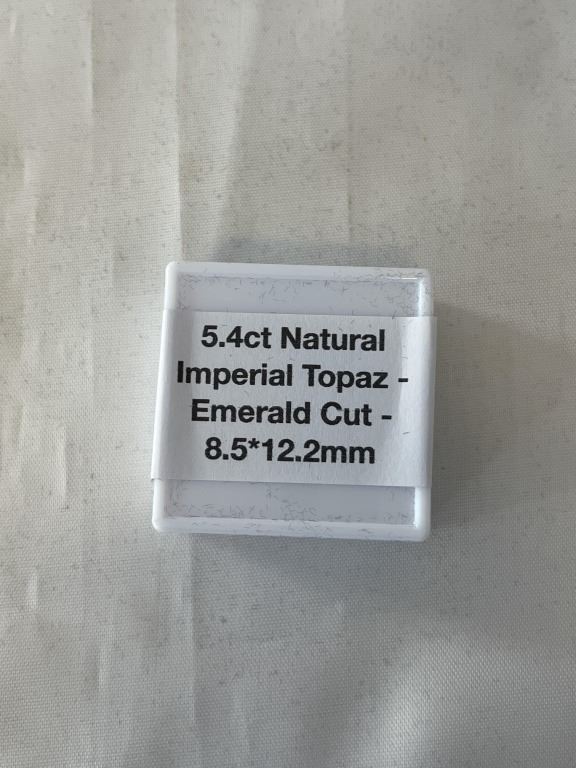 5.4ct Natural
Imperial Topaz -
Emerald Cut -
8.5*12.2mm